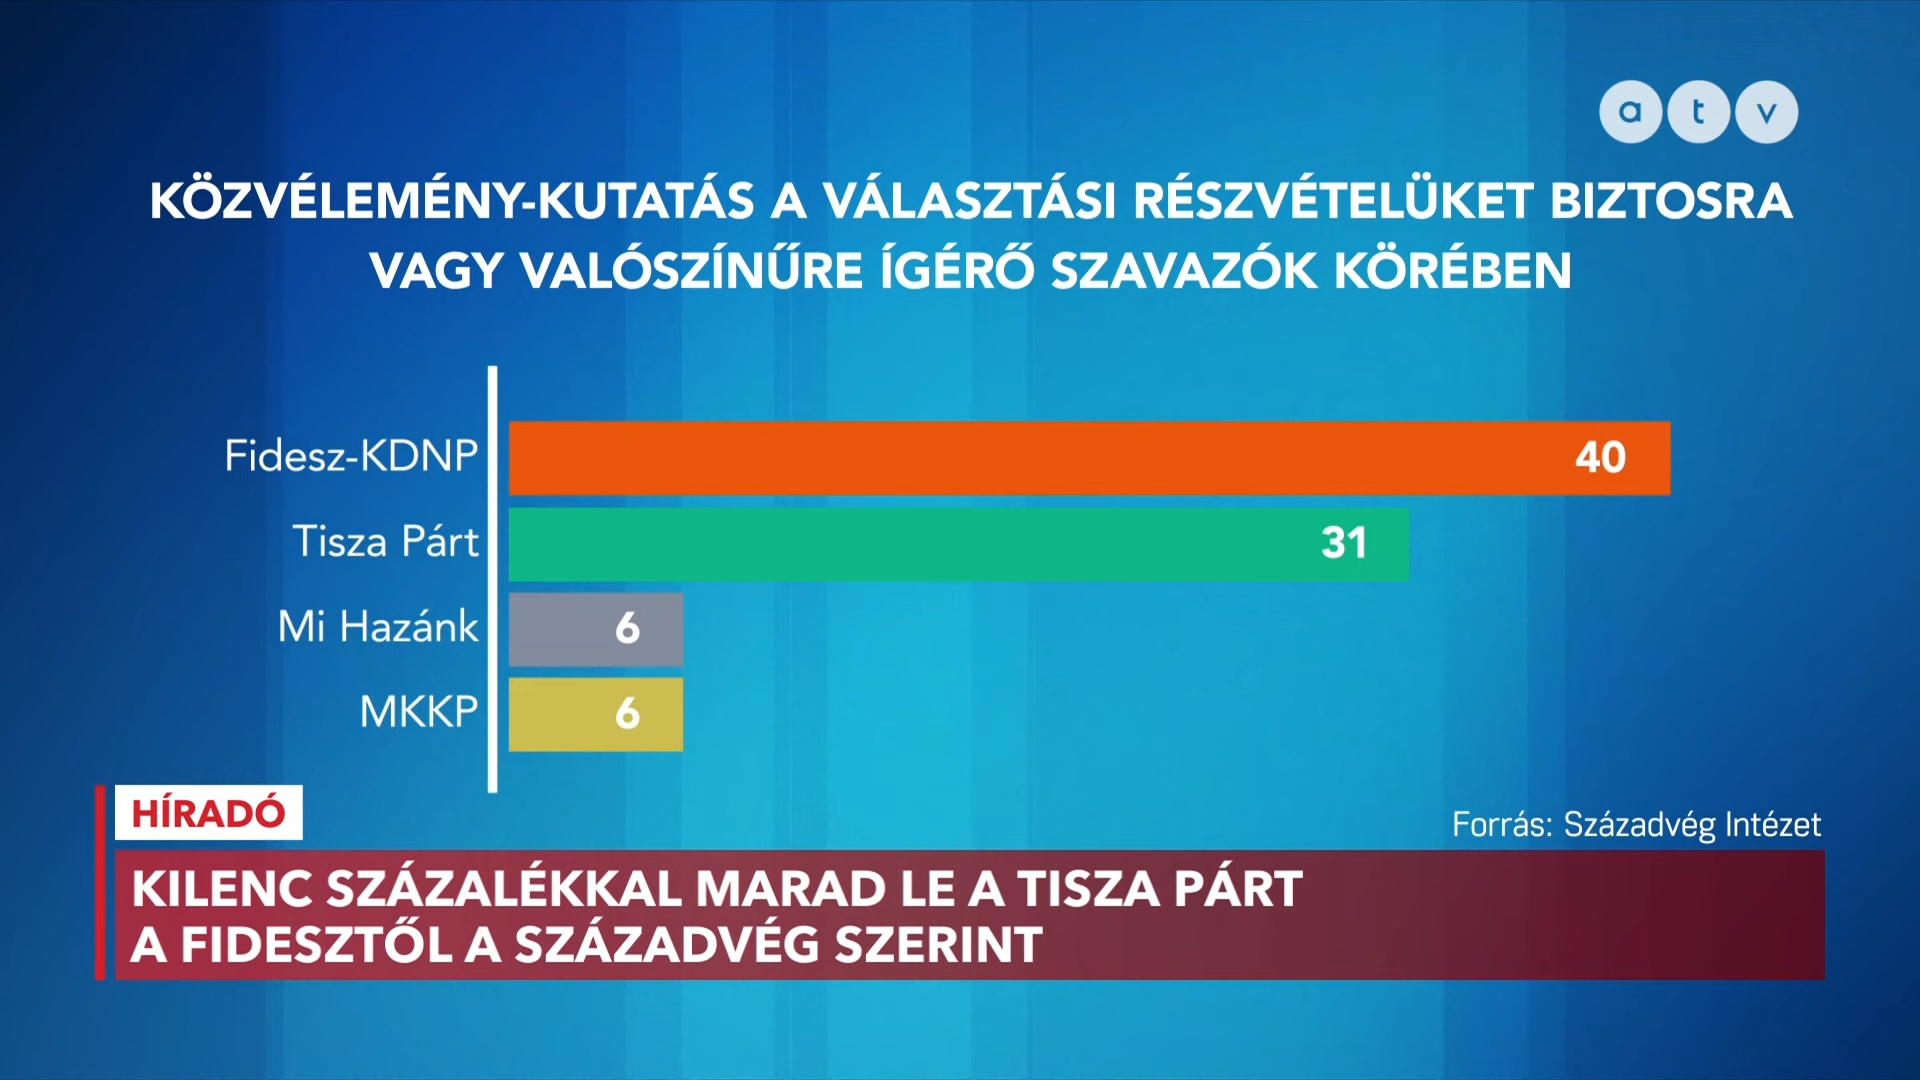 atv
KÖZVÉLEMÉNY-KUTATÁS A VÁLASZTÁSI RÉSZVÉTELÜKET BIZTOSRA
VAGY VALÓSZÍNŰRE ÍGÉRŐ SZAVAZÓK KÖRÉBEN
Fidesz-KDNP 40
Tisza Párt 31
Mi Hazánk 6
MKKP 6
HÍRADÓ
Forrás: Századvég Intézet
KILENC SZÁZALÉKKAL MARAD LE A TISZA PÁRT
A FIDESZTŐL A SZÁZADVÉG SZERINT